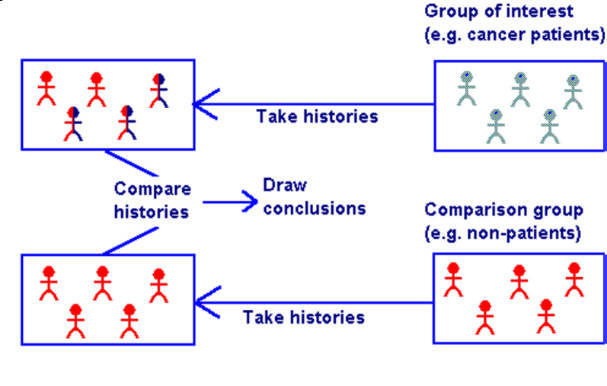 Group of interest
(e.g. cancer patients)
Take histories
Compare
histories
Draw
conclusions
Comparison group
(e.g. non-patients)
Take histories